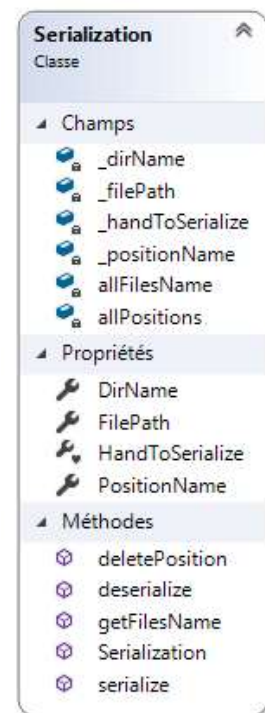 Serialization
Classe
Champs
_dirName
_filePath
_handToSerialize
_positionName
allFilesName
allPositions
Propriétés
DirName
FilePath
HandToSerialize
PositionName
Méthodes
deletePosition
deserialize
getFilesName
Serialization
serialize